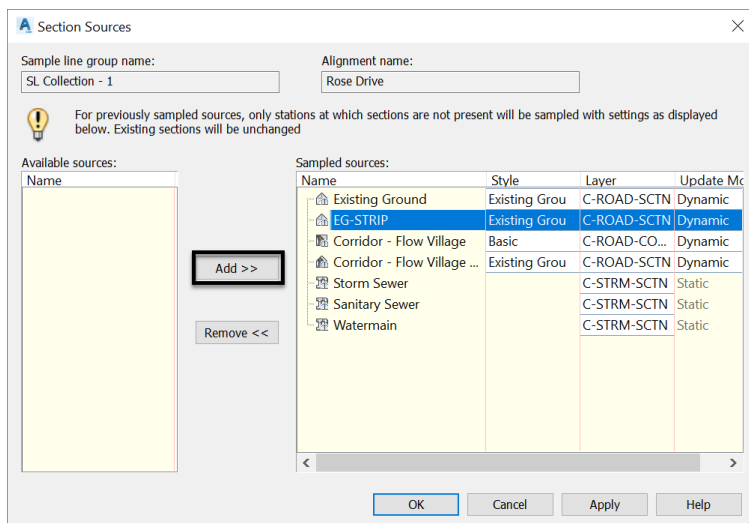 Section Sources
Sample line group name:
Alignment name:
SL Collection - 1
Rose Drive
For previously sampled sources, only stations at which sections are not present will be sampled with settings as displayed
below. Existing sections will be unchanged
Available sources:
Sampled sources:
Name
Name Style Layer Update Mo
Existing Ground Existing Grou C-ROAD-SCTN Dynamic
EG-STRIP Existing Grou C-ROAD-SCTN Dynamic
Corridor - Flow Village Basic C-ROAD-CO... Dynamic
Corridor - Flow Village ... Existing Grou C-ROAD-SCTN Dynamic
Storm Sewer C-STRM-SCTN Static
Sanitary Sewer C-STRM-SCTN Static
Watermain C-STRM-SCTN Static
Add >>
Remove <<
OK Cancel Apply Help